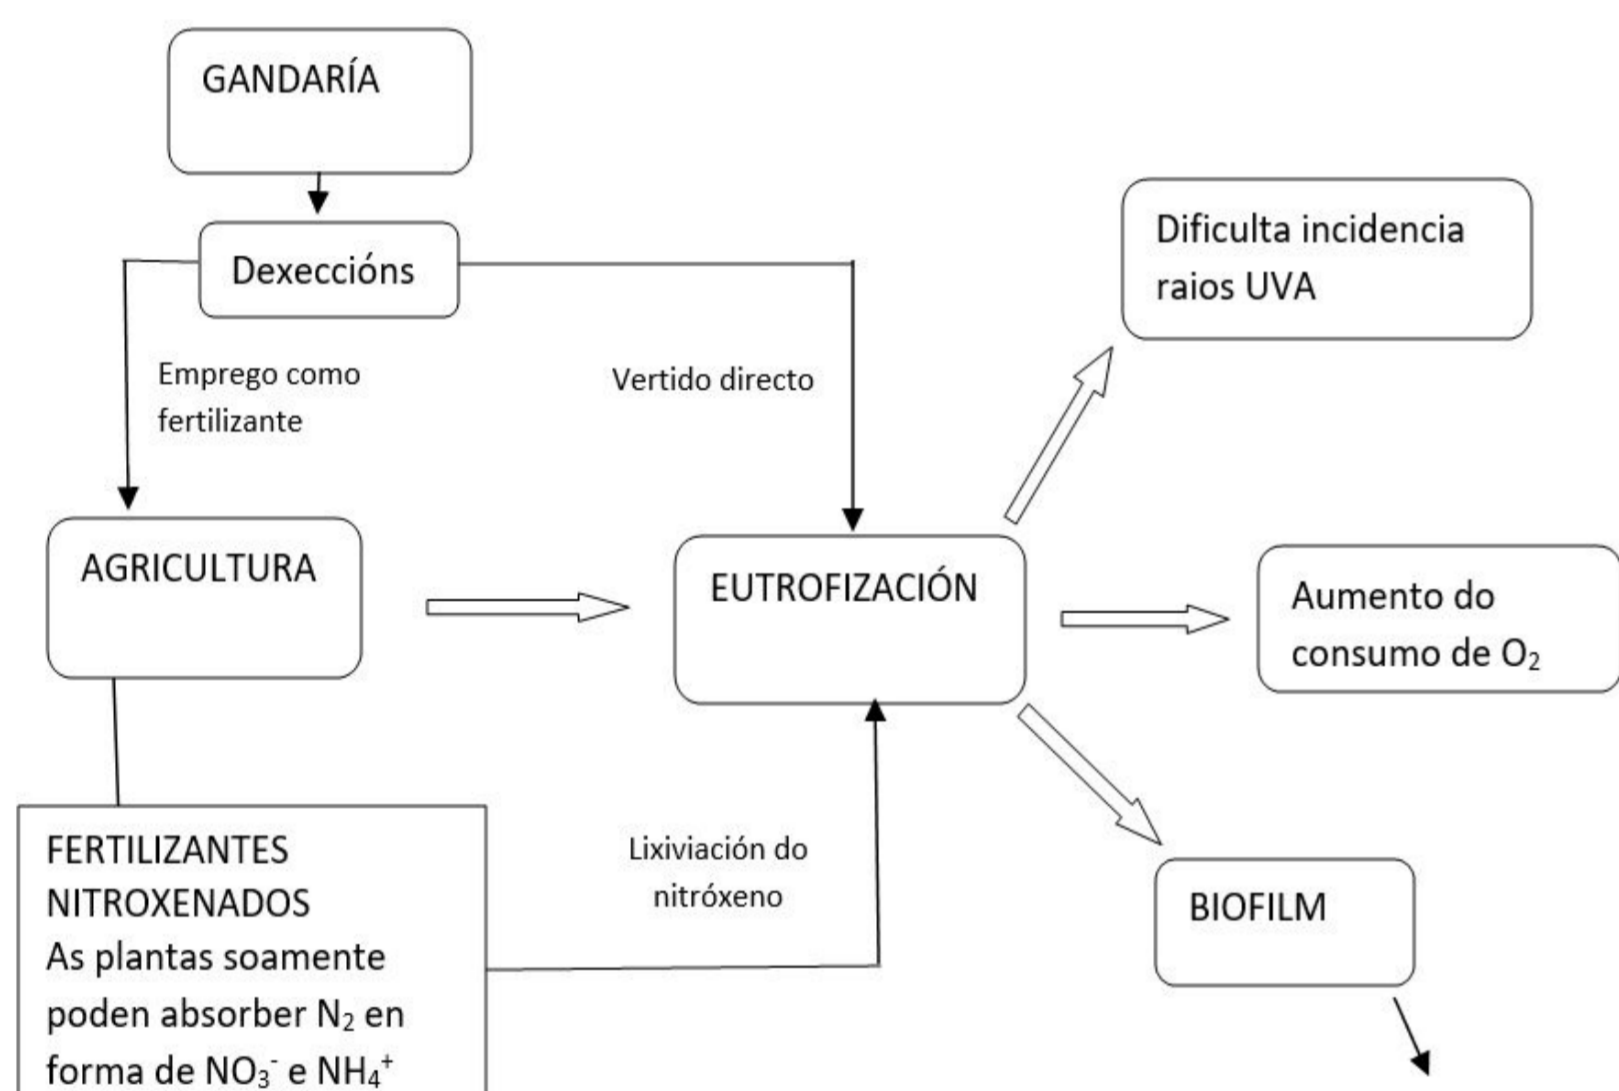 GANDARÍA
Dexeccións
Emprego como
fertilizante
Vertido directo
Dificulta incidencia
raios UVA
AGRICULTURA
EUTROFIZACIÓN
Aumento do
consumo de O₂
FERTILIZANTES
NITROXENADOS
As plantas soamente
poden absorber N₂ en
forma de NO₃⁻ e NH₄⁺
Lixiviación do
nitróxeno
BIOFILM